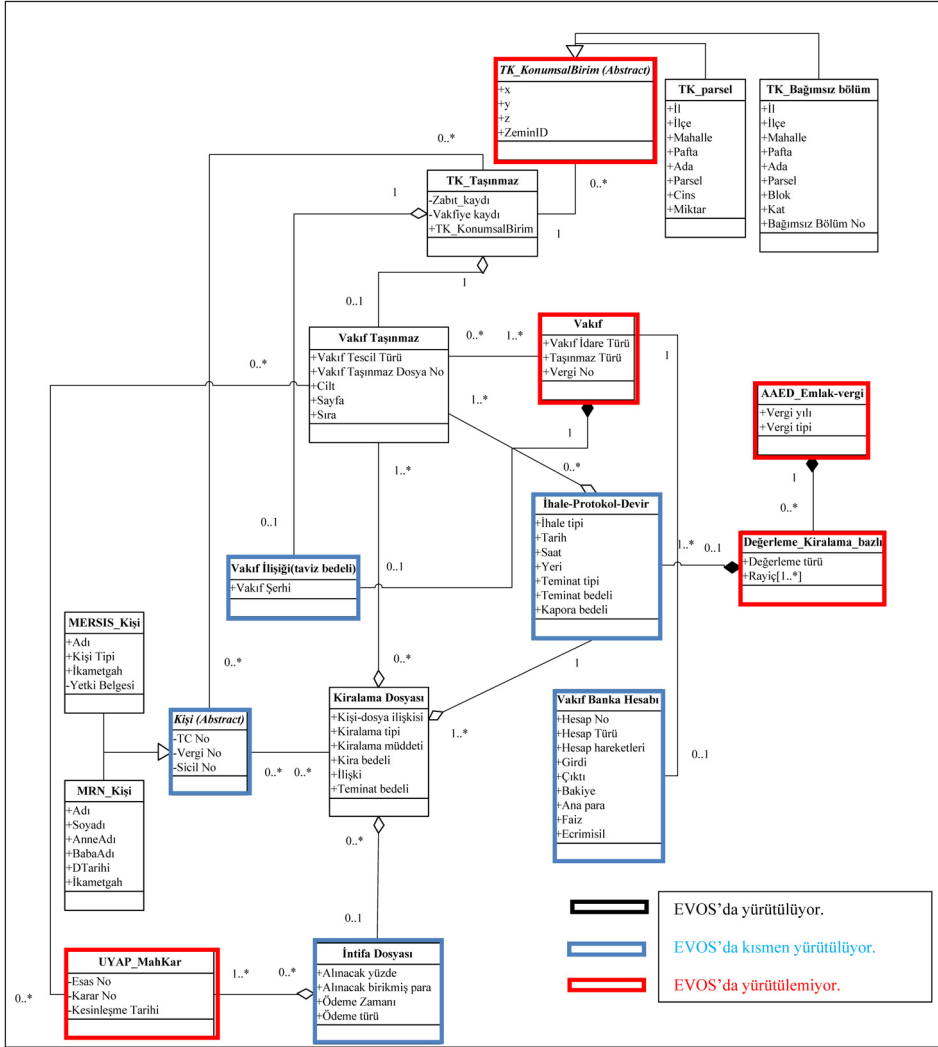 TK_KonumsalBirim (Abstract)
+x
+y
+z
+ZeminID
TK_parsel
+İl
+İlçe
+Mahalle
+Pafta
+Ada
+Parsel
+Cins
+Miktar
TK_Bağımsız bölüm
+İl
+İlçe
+Mahalle
+Pafta
+Ada
+Parsel
+Blok
+Kat
+Bağımsız Bölüm No
0..*
0..*
1
1
1
TK_Taşınmaz
-Zabıt_kaydı
-Vakfiye kaydı
+TK_KonumsalBirim
0..1
Vakıf Taşınmaz
+Vakıf Tescil Türü
+Vakıf Taşınmaz Dosya No
+Cilt
+Sayfa
+Sıra
0..*
0..*
1..*
1..*
1..*
Vakıf
+Vakıf İdare Türü
+Taşınmaz Türü
+Vergi No
1
1
AAED_Emlak-vergi
+Vergi yılı
+Vergi tipi
1
0..*
0..*
İhale-Protokol-Devir
+İhale tipi
+Tarih
+Saat
+Yeri
+Teminat tipi
+Teminat bedeli
+Kapora bedeli
1..*
0..1
Değerleme_Kiralama_bazlı
+Değerleme türü
+Rayiç[1..*]
0..1
0..1
Vakıf İlişiği(taviz bedeli)
+Vakıf Şerhi
MERSIS_Kişi
+Adı
+Kişi Tipi
+İkametgah
-Yetki Belgesi
0..*
0..*
1
1..*
Kişi (Abstract)
-TC No
-Vergi No
-Sicil No
0..*
0..*
Kiralama Dosyası
+Kişi-dosya ilişkisi
+Kiralama tipi
+Kiralama müddeti
+Kira bedeli
+İlişki
+Teminat bedeli
Vakıf Banka Hesabı
+Hesap No
+Hesap Türü
+Hesap hareketleri
+Girdi
+Çıktı
+Bakiye
+Ana para
+Faiz
+Ecrimisil
0..1
MRN_Kişi
+Adı
+Soyadı
+AnneAdı
+BabaAdı
+DTarihi
+İkametgah
0..*
0..1
UYAP_MahKar
-Esas No
-Karar No
-Kesinleşme Tarihi
0..*
1..*
0..*
İntifa Dosyası
+Alınacak yüzde
+Alınacak birikmiş para
+Ödeme Zamanı
+Ödeme türü
EVOS’da yürütülüyor.
EVOS’da kısmen yürütülüyor.
EVOS’da yürütülemiyor.